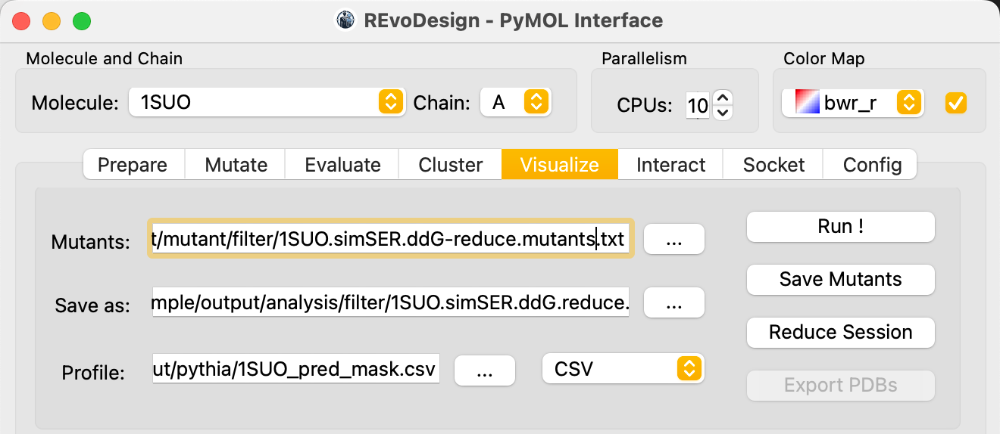 REvoDesign - PyMOL Interface
Molecule and Chain Parallelism Color Map
Molecule: 1SUO Chain: A CPUs: 10 bwr_r
Prepare Mutate Evaluate Cluster Visualize Interact Socket Config
Mutants: t/mutant/filter/1SUO.simSER.ddG-reduce.mutants.txt ... Run !
Save Mutants
Save as: mple/output/analysis/filter/1SUO.simSER.ddG.reduce. ...
Reduce Session
Profile: ut/pythia/1SUO_pred_mask.csv ... CSV
Export PDBs